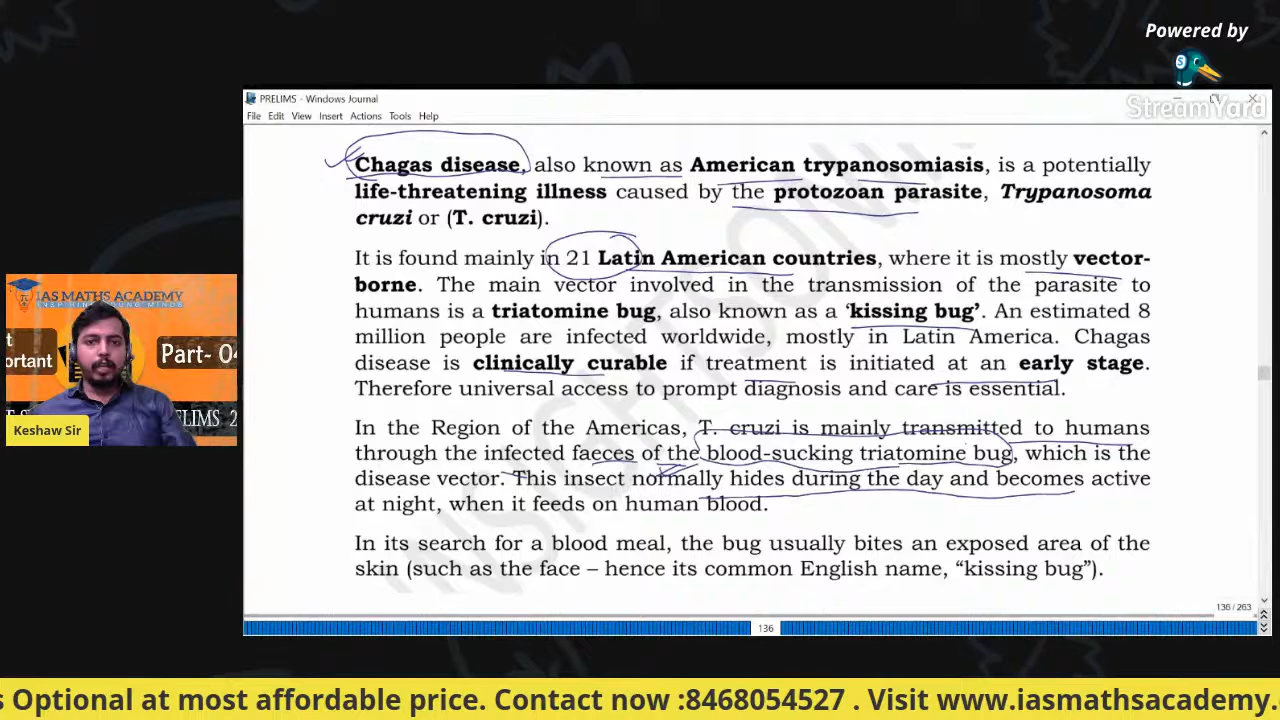 Powered by
StreamYard
PRELIMS - Windows Journal
File Edit View Insert Actions Tools Help
Chagas disease, also known as American trypanosomiasis, is a potentially
life-threatening illness caused by the protozoan parasite, Trypanosoma
cruzi or (T. cruzi).
It is found mainly in 21 Latin American countries, where it is mostly vector-
borne. The main vector involved in the transmission of the parasite to
humans is a triatomine bug, also known as a ‘kissing bug’. An estimated 8
million people are infected worldwide, mostly in Latin America. Chagas
disease is clinically curable if treatment is initiated at an early stage.
Therefore universal access to prompt diagnosis and care is essential.
In the Region of the Americas, T. cruzi is mainly transmitted to humans
through the infected faeces of the blood-sucking triatomine bug, which is the
disease vector. This insect normally hides during the day and becomes active
at night, when it feeds on human blood.
In its search for a blood meal, the bug usually bites an exposed area of the
skin (such as the face – hence its common English name, “kissing bug”).
136 / 263
136
IAS MATHS ACADEMY
Part- 04
Keshaw Sir
s Optional at most affordable price. Contact now :8468054527 . Visit www.iasmathsacademy.